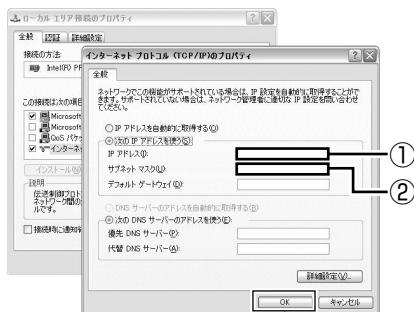 ローカル エリア接続のプロパティ
全般 認証 詳細設定
接続の方法:
Intel(R) PF
この接続は次の項目
Microsoft
Microsoft
QoS パケ
インターネ
インストール(N)
説明
伝送制御プロト
ネットワーク間の
ルです。
接続時に通知
インターネット プロトコル (TCP/IP)のプロパティ
全般
ネットワークでこの機能がサポートされている場合は、IP 設定を自動的に取得することがで
きます。サポートされていない場合は、ネットワーク管理者に適切な IP 設定を問い合わせ
てください。
IP アドレスを自動的に取得する(O)
次の IP アドレスを使う(S):
IP アドレス(I):
サブネット マスク(U):
デフォルト ゲートウェイ(D):
DNS サーバーのアドレスを自動的に取得する(B)
次の DNS サーバーのアドレスを使う(E):
優先 DNS サーバー(P):
代替 DNS サーバー(A):
詳細設定(V)...
OK キャンセル
①
②